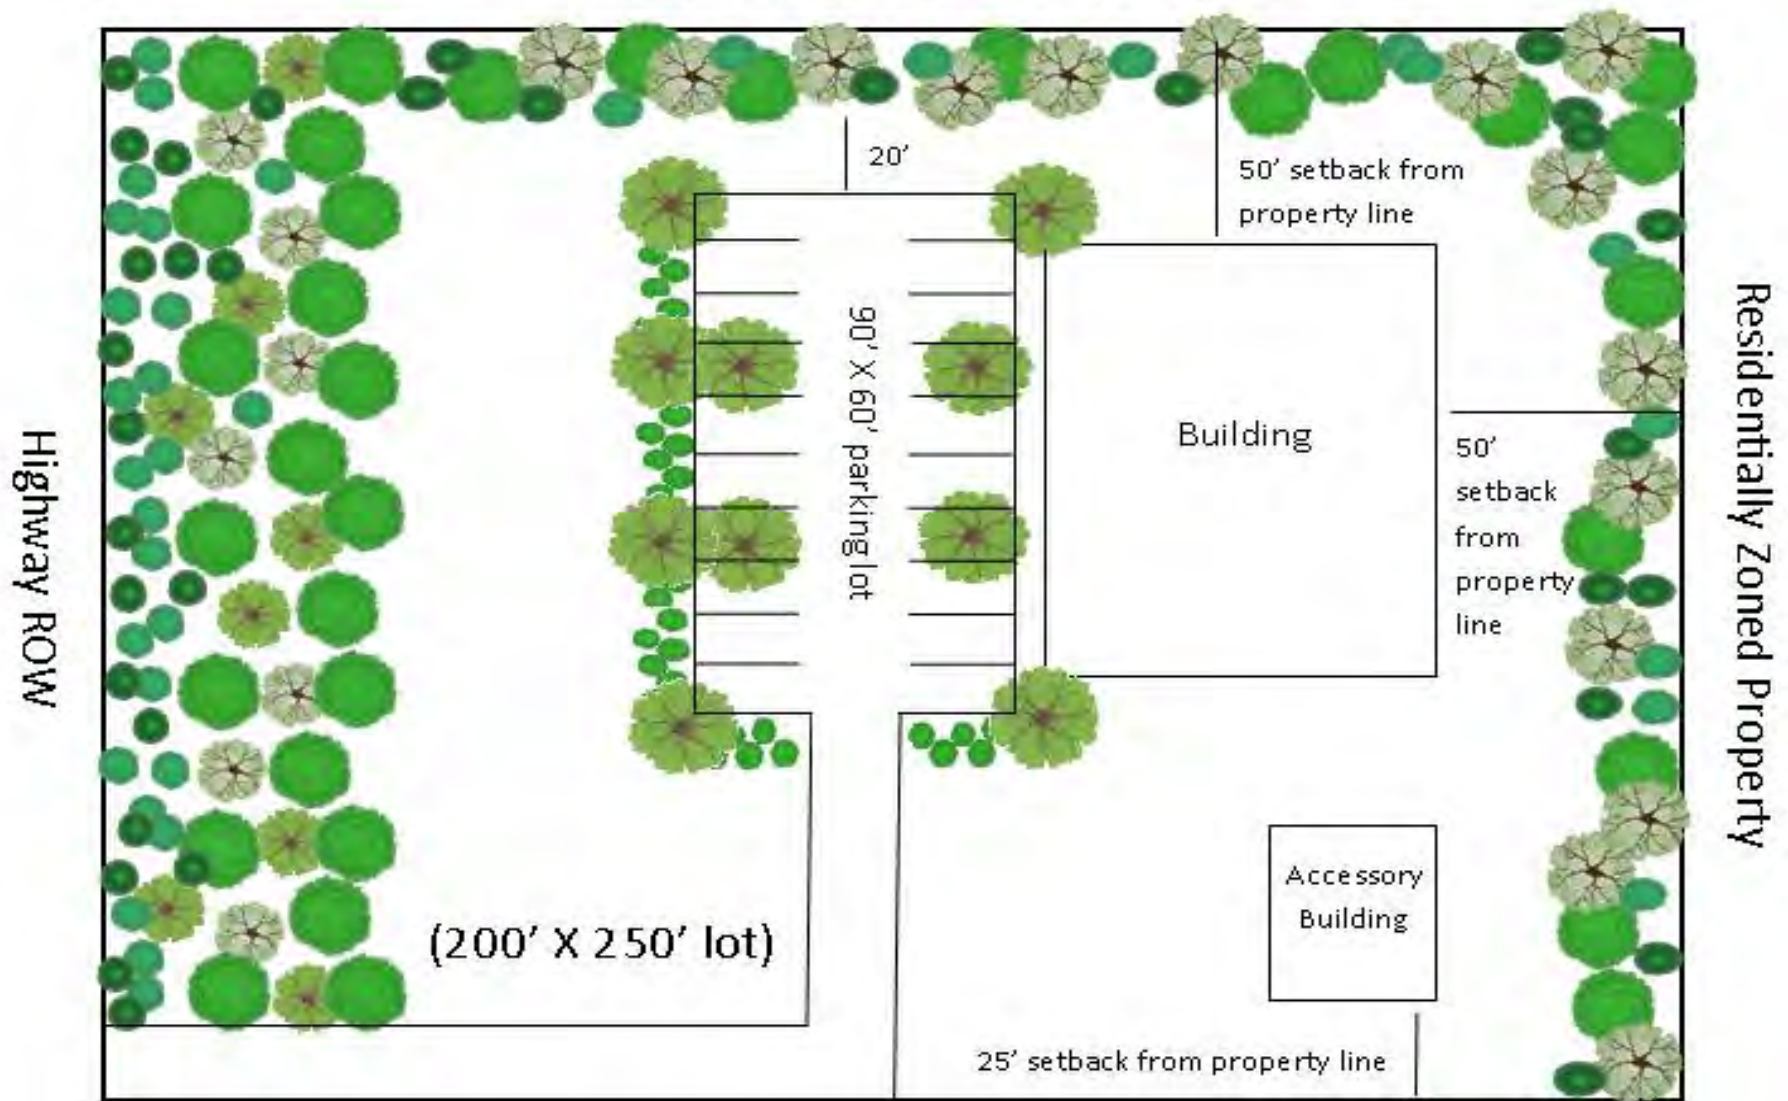 Highway ROW
20'
50' setback from
property line
90' X 60' parking lot
Building
50'
setback
from
property
line
Residentially Zoned Property
(200' X 250' lot)
Accessory
Building
25' setback from property line